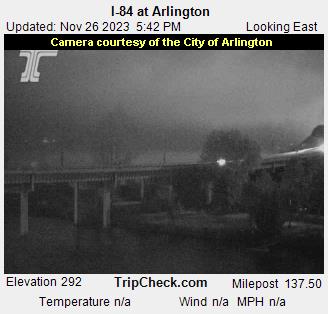 I-84 at Arlington
Updated: Nov 26 2023 5:42 PM Looking East
Camera courtesy of the City of Arlington
Elevation 292 TripCheck.com Milepost 137.50
Temperature n/a Wind n/a MPH n/a